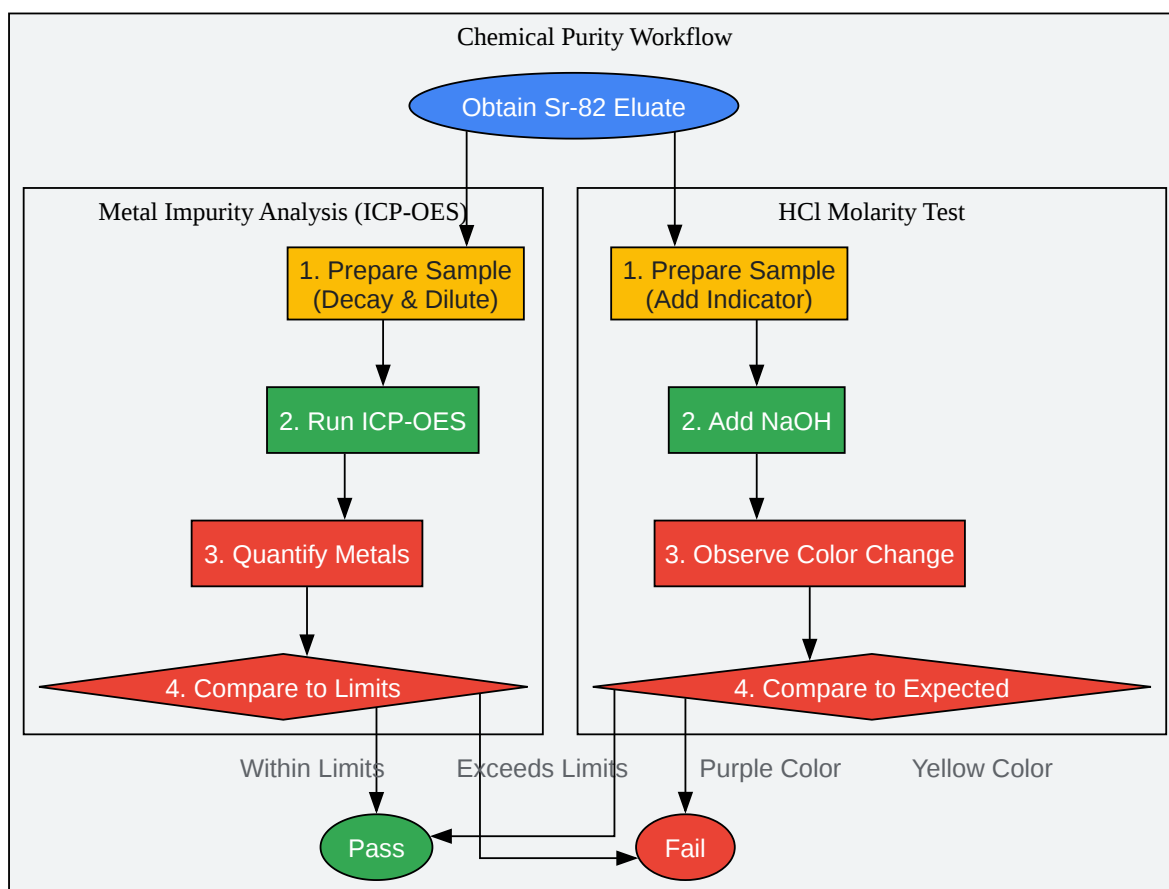 Chemical Purity Workflow
Obtain Sr-82 Eluate
Metal Impurity Analysis (ICP-OES)
1. Prepare Sample
(Decay & Dilute)
2. Run ICP-OES
3. Quantify Metals
4. Compare to Limits
HCl Molarity Test
1. Prepare Sample
(Add Indicator)
2. Add NaOH
3. Observe Color Change
4. Compare to Expected
Within Limits
Exceeds Limits
Purple Color
Yellow Color
Pass
Fail